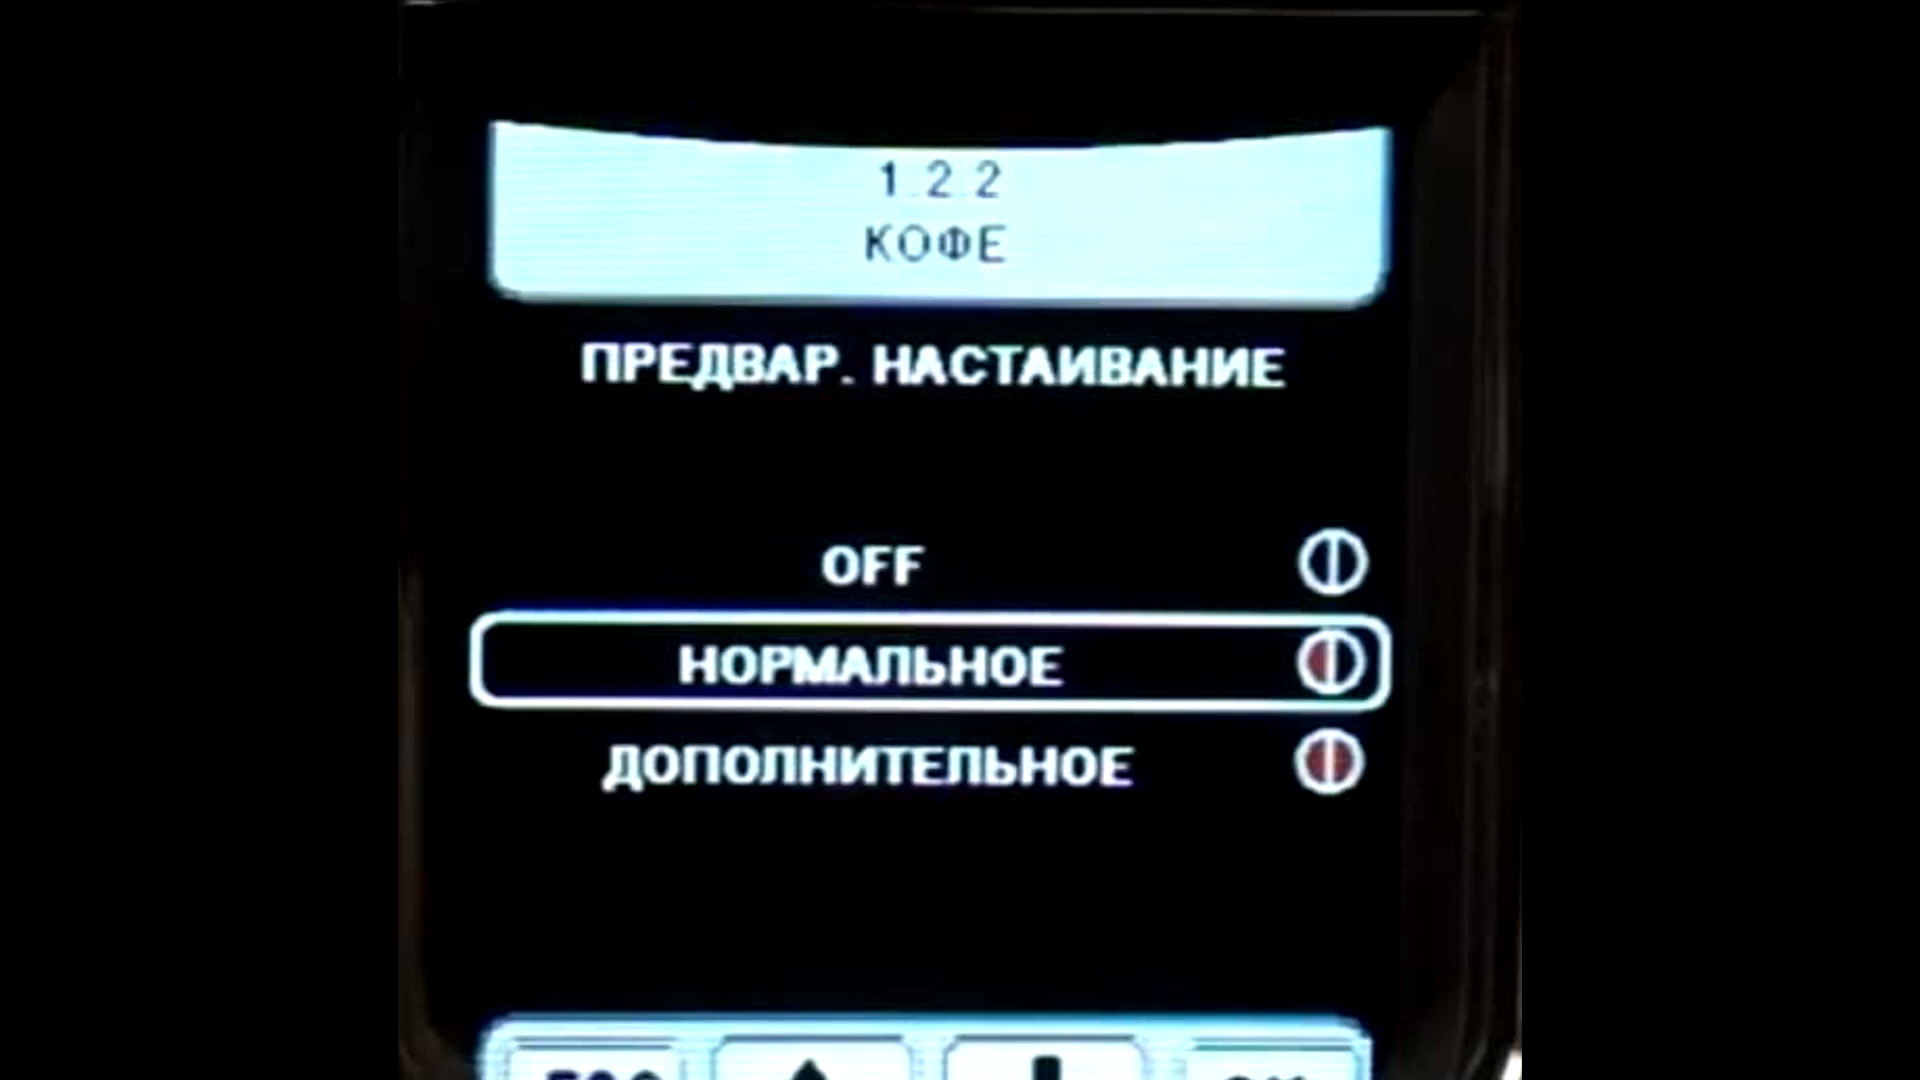 1.2.2
КОФЕ
ПРЕДВАР. НАСТАИВАНИЕ
OFF
НОРМАЛЬНОЕ
ДОПОЛНИТЕЛЬНОЕ